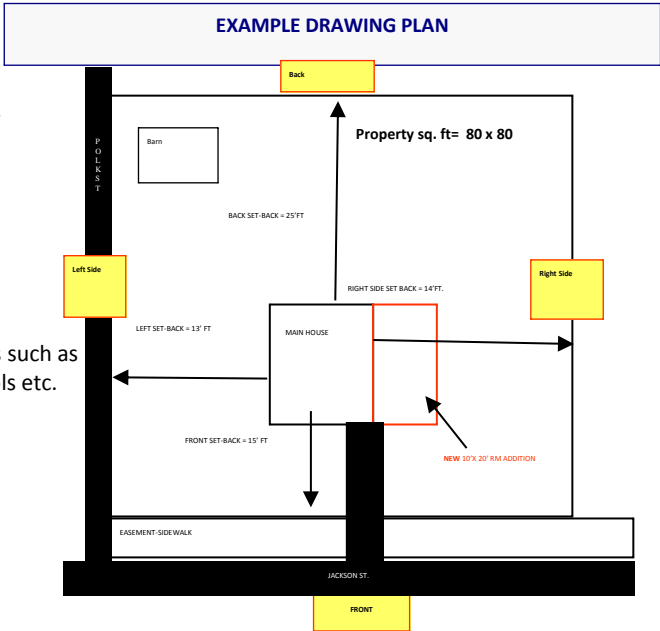 EXAMPLE DRAWING PLAN
Back
Property sq. ft= 80 x 80
POLK ST
Barn
BACK SET-BACK = 25'FT
Left Side
Right Side
RIGHT SIDE SET BACK = 14'FT.
LEFT SET-BACK = 13' FT
MAIN HOUSE
s such as
ls etc.
FRONT SET-BACK = 15' FT
NEW 10'X 20' RM ADDITION
EASEMENT-SIDEWALK
JACKSON ST.
FRONT